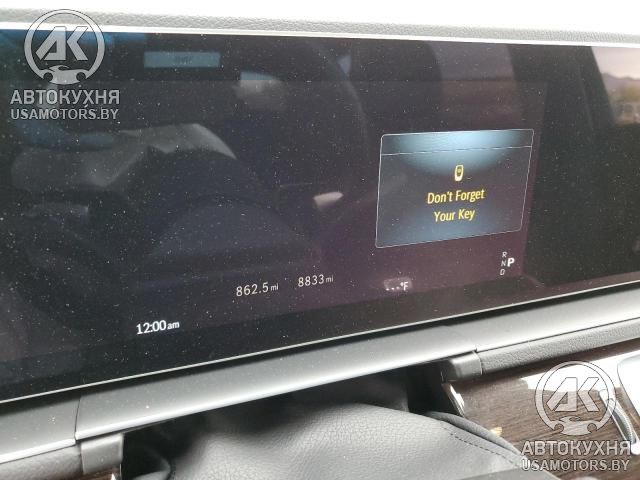 AK
АВТОКУХНЯ
USAMOTORS.BY
Don't Forget
Your Key
R
N P
D
862.5 mi 8833 mi --°F
12:00 am
AK
АВТОКУХНЯ
USAMOTORS.BY